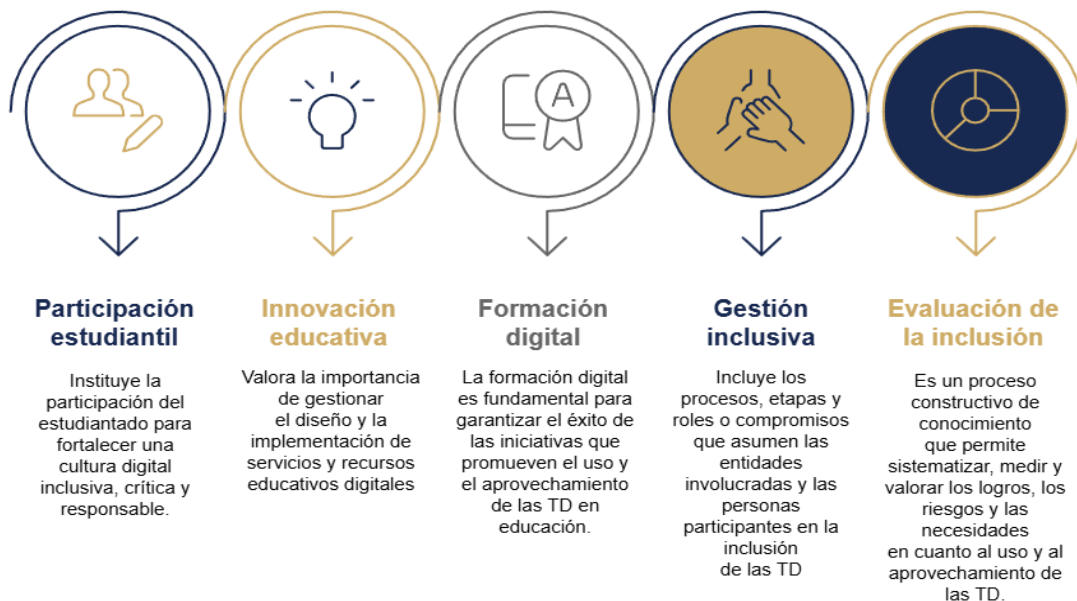 A
Participación
estudiantil
Instituye la
participación del
estudiantado para
fortalecer una
cultura digital
inclusiva, crítica y
responsable.
Innovación
educativa
Valora la importancia
de gestionar
el diseño y la
implementación de
servicios y recursos
educativos digitales
Formación
digital
La formación digital
es fundamental para
garantizar el éxito de
las iniciativas que
promueven el uso y
el aprovechamiento
de las TD en
educación.
Gestión
inclusiva
Incluye los
procesos, etapas y
roles o compromisos
que asumen las
entidades
involucradas y las
personas
participantes en la
inclusión
de las TD
Evaluación de
la inclusión
Es un proceso
constructivo de
conocimiento
que permite
sistematizar, medir y
valorar los logros, los
riesgos y las
necesidades
en cuanto al uso y al
aprovechamiento de
las TD.